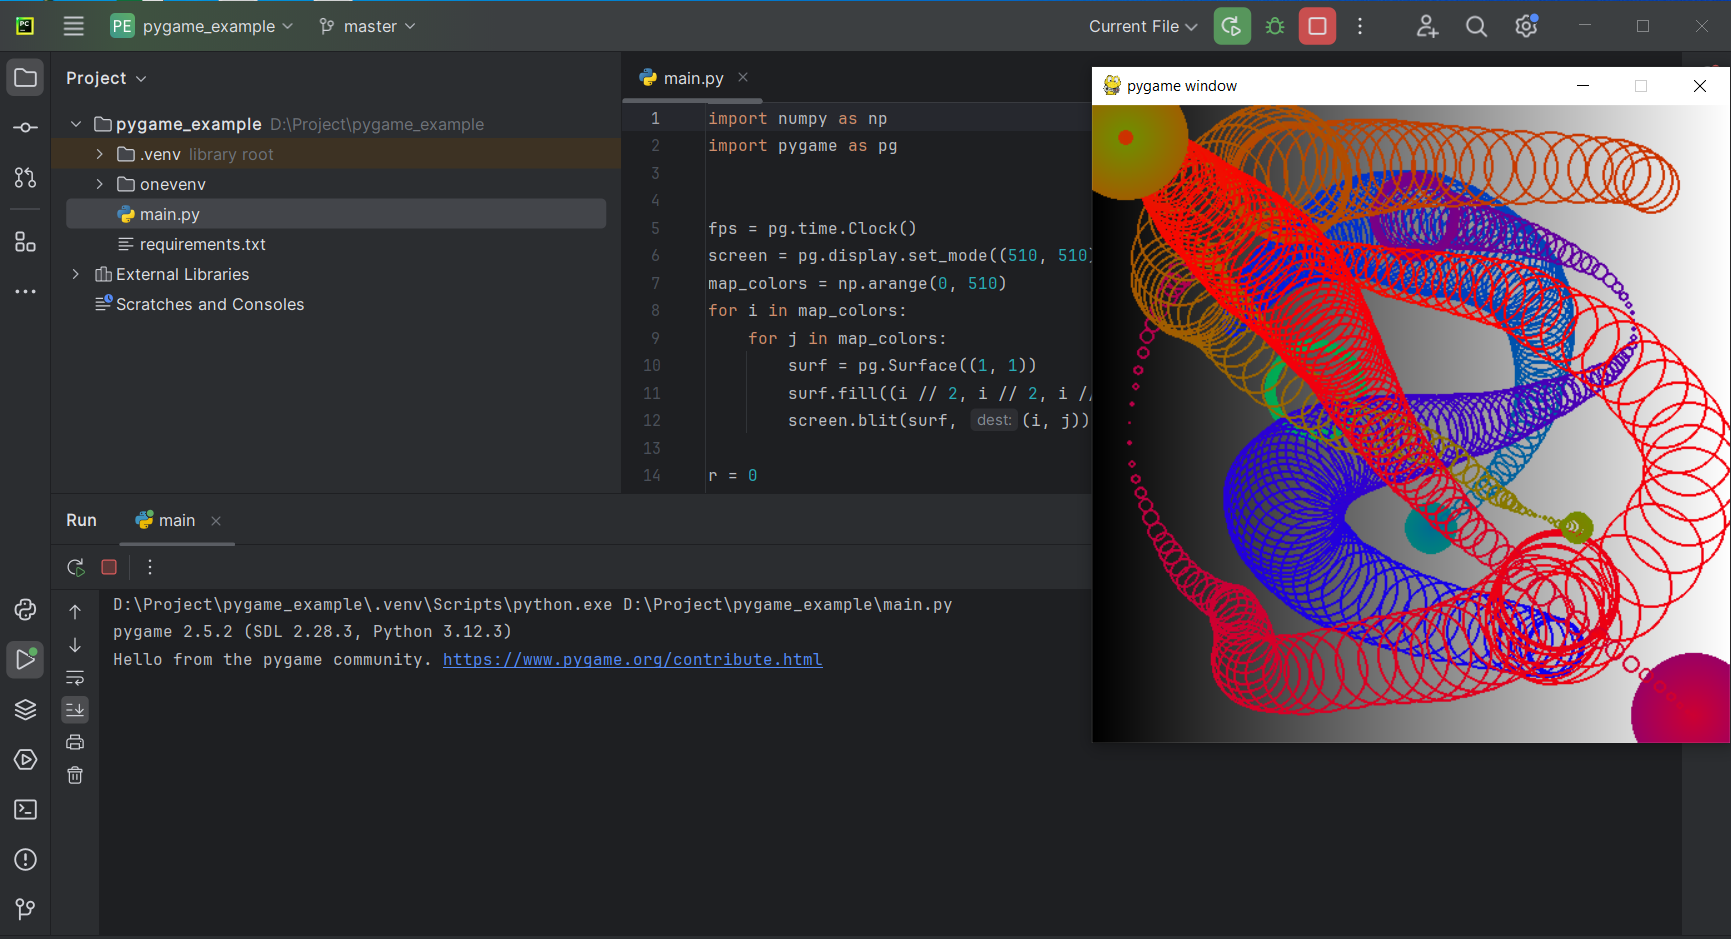 PC
PE pygame_example master Current File
Project
pygame_example D:\Project\pygame_example
.venv library root
onevenv
main.py
requirements.txt
External Libraries
Scratches and Consoles
main.py
1 import numpy as np
2 import pygame as pg
3
4
5 fps = pg.time.Clock()
6 screen = pg.display.set_mode((510, 510)
7 map_colors = np.arange(0, 510)
8 for i in map_colors:
9 for j in map_colors:
10 surf = pg.Surface((1, 1))
11 surf.fill((i // 2, i // 2, i //
12 screen.blit(surf, dest: (i, j))
13
14 r = 0
pygame window
Run main
D:\Project\pygame_example\.venv\Scripts\python.exe D:\Project\pygame_example\main.py
pygame 2.5.2 (SDL 2.28.3, Python 3.12.3)
Hello from the pygame community. https://www.pygame.org/contribute.html